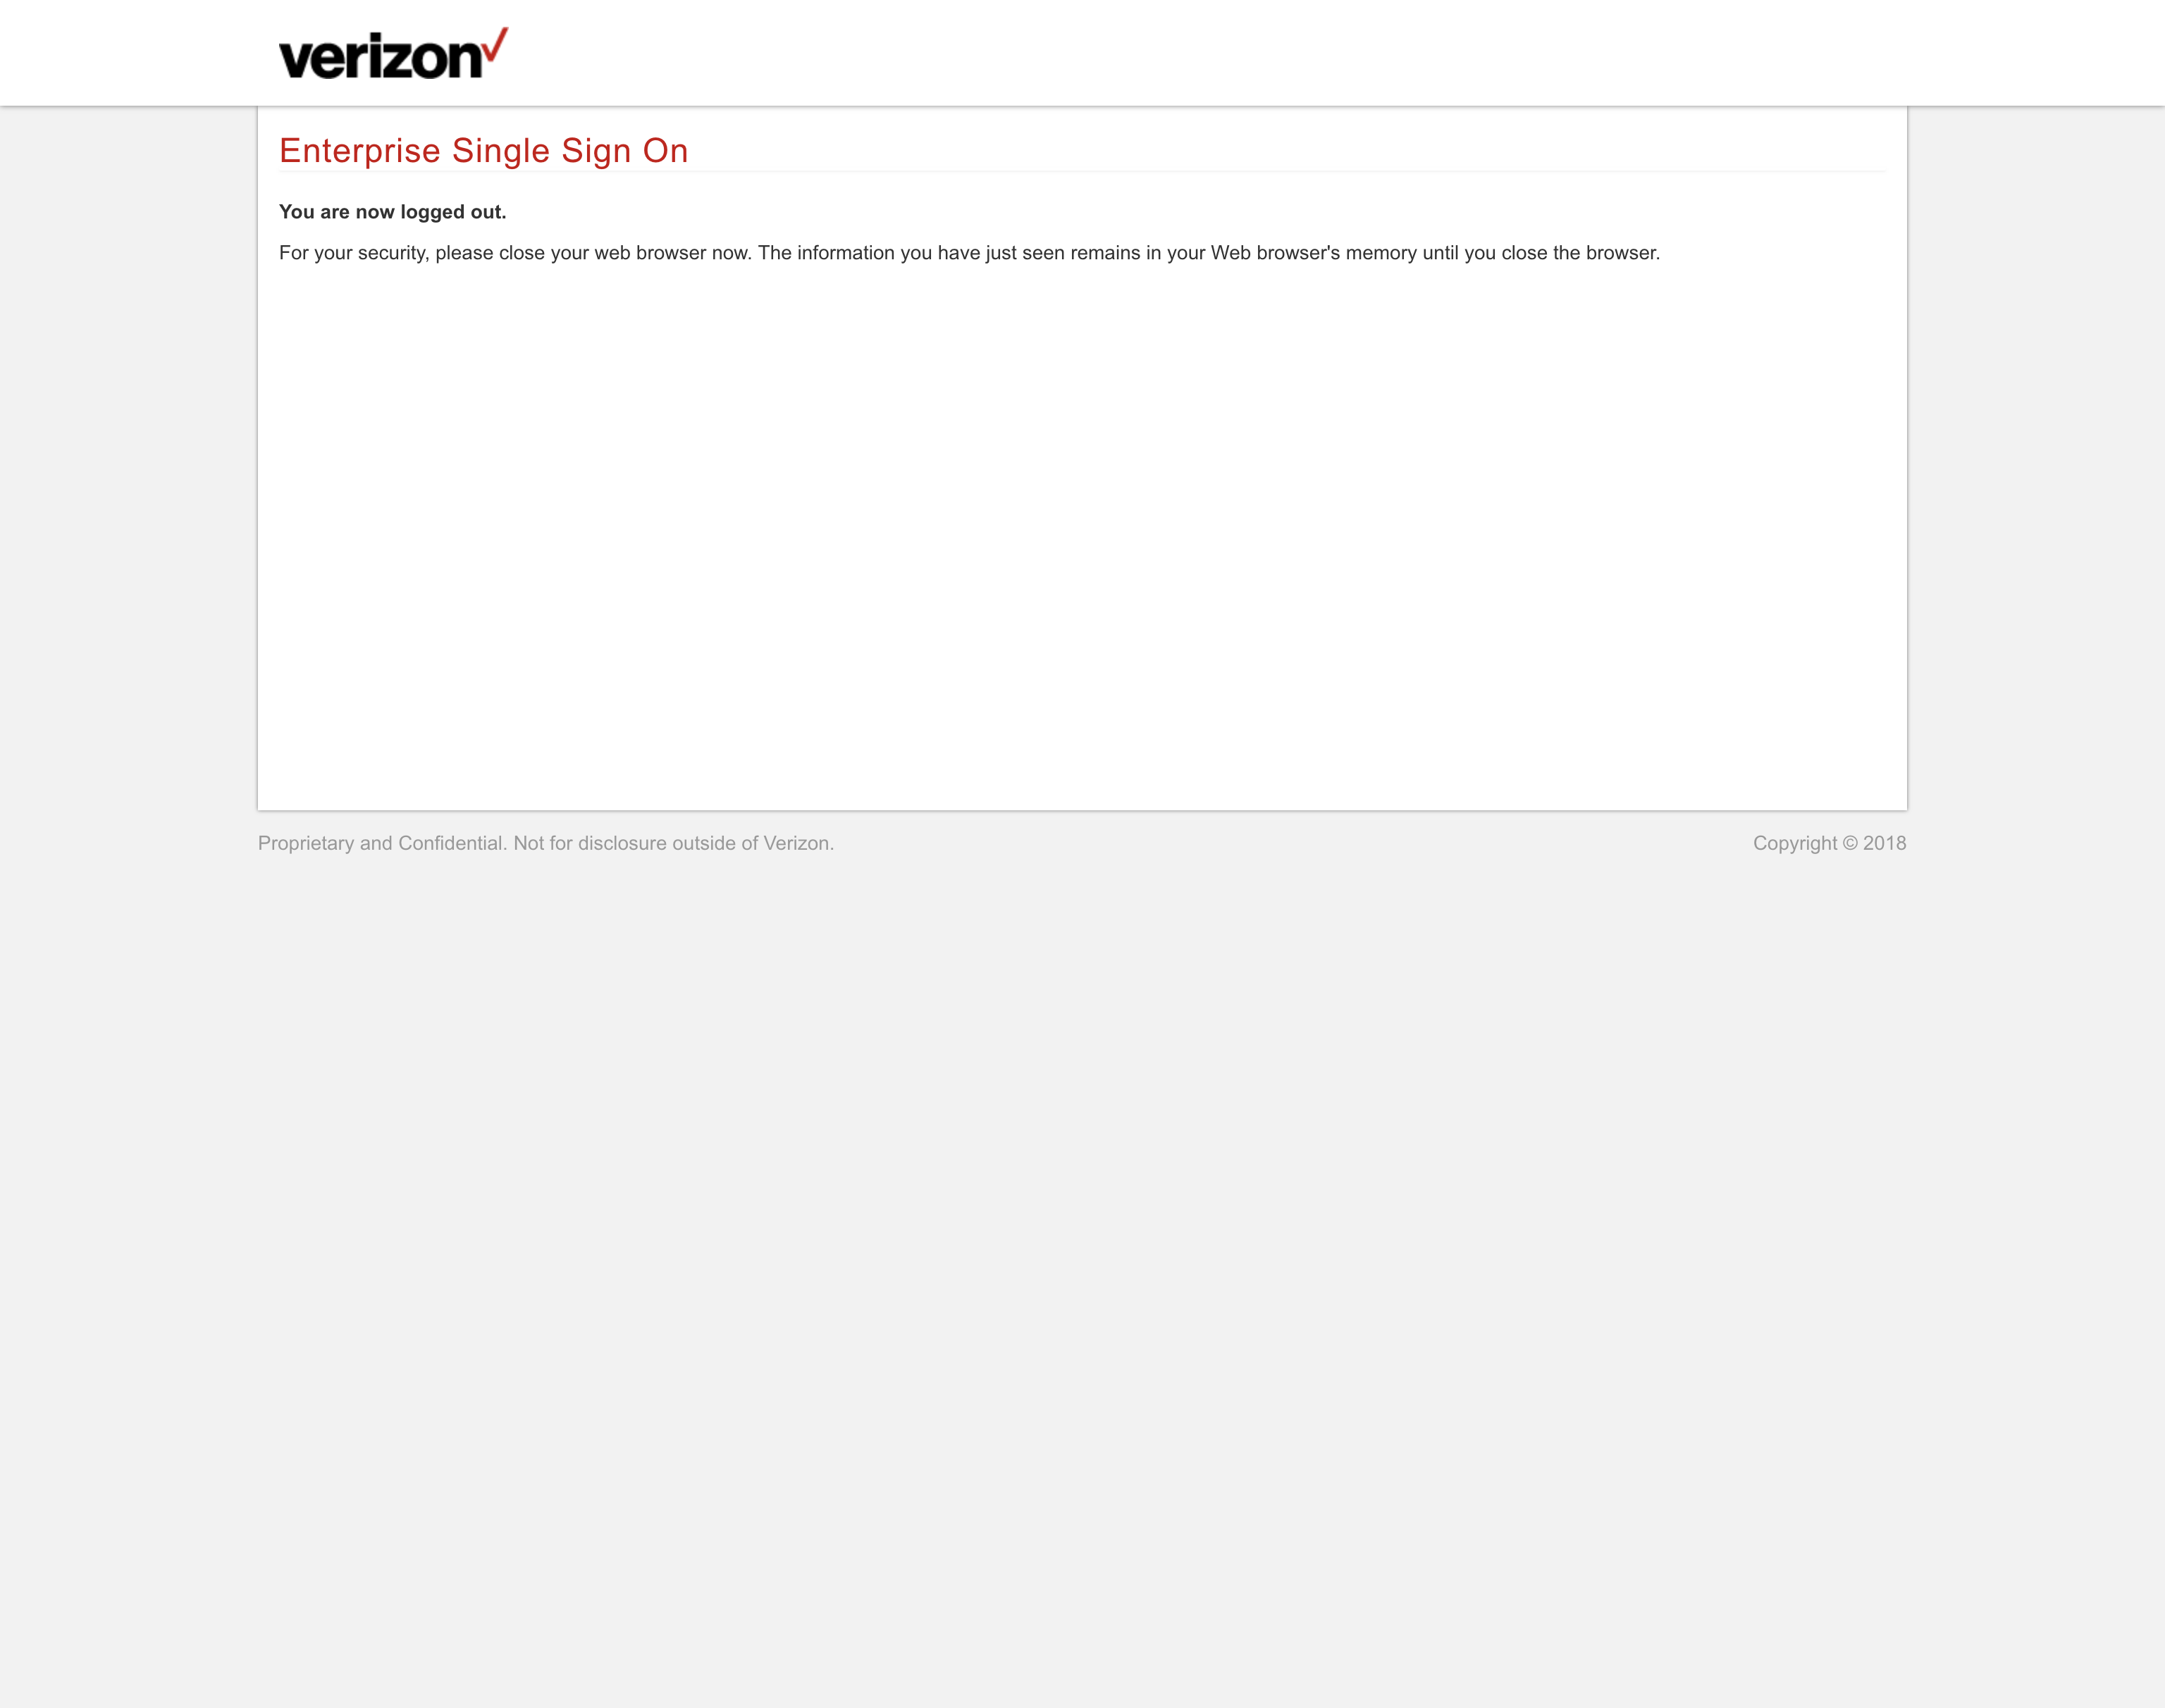 verizon
Enterprise Single Sign On
You are now logged out.
For your security, please close your web browser now. The information you have just seen remains in your Web browser's memory until you close the browser.
Proprietary and Confidential. Not for disclosure outside of Verizon.
Copyright © 2018